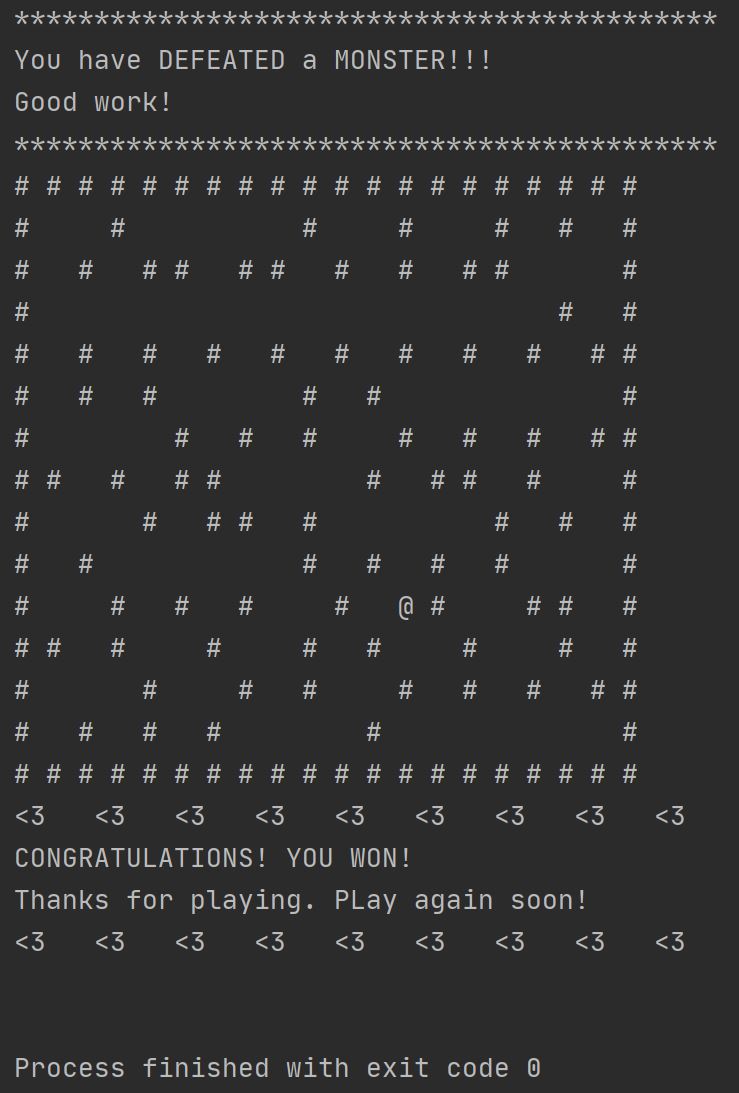 ********************************************
You have DEFEATED a MONSTER!!!
Good work!
********************************************
# # # # # # # # # # # # # # # # # # # #
#     #           #     #     #   #   #
#   #   # #   # #   #   #   # #       #
#                                 #   #
#   #   #   #   #   #   #   #   #   # #
#   #   #         #   #               #
#         #   #   #     #   #   #   # #
# #   #   # #         #   # #   #     #
#       #   # #   #           #   #   #
#   #             #   #   #   #       #
#     #   #   #     #   @ #     # #   #
# #   #     #     #   #     #     #   #
#       #     #   #     #   #   #   # #
#   #   #   #         #               #
# # # # # # # # # # # # # # # # # # # #
<3   <3   <3   <3   <3   <3   <3   <3   <3
CONGRATULATIONS! YOU WON!
Thanks for playing. PLay again soon!
<3   <3   <3   <3   <3   <3   <3   <3   <3
Process finished with exit code 0